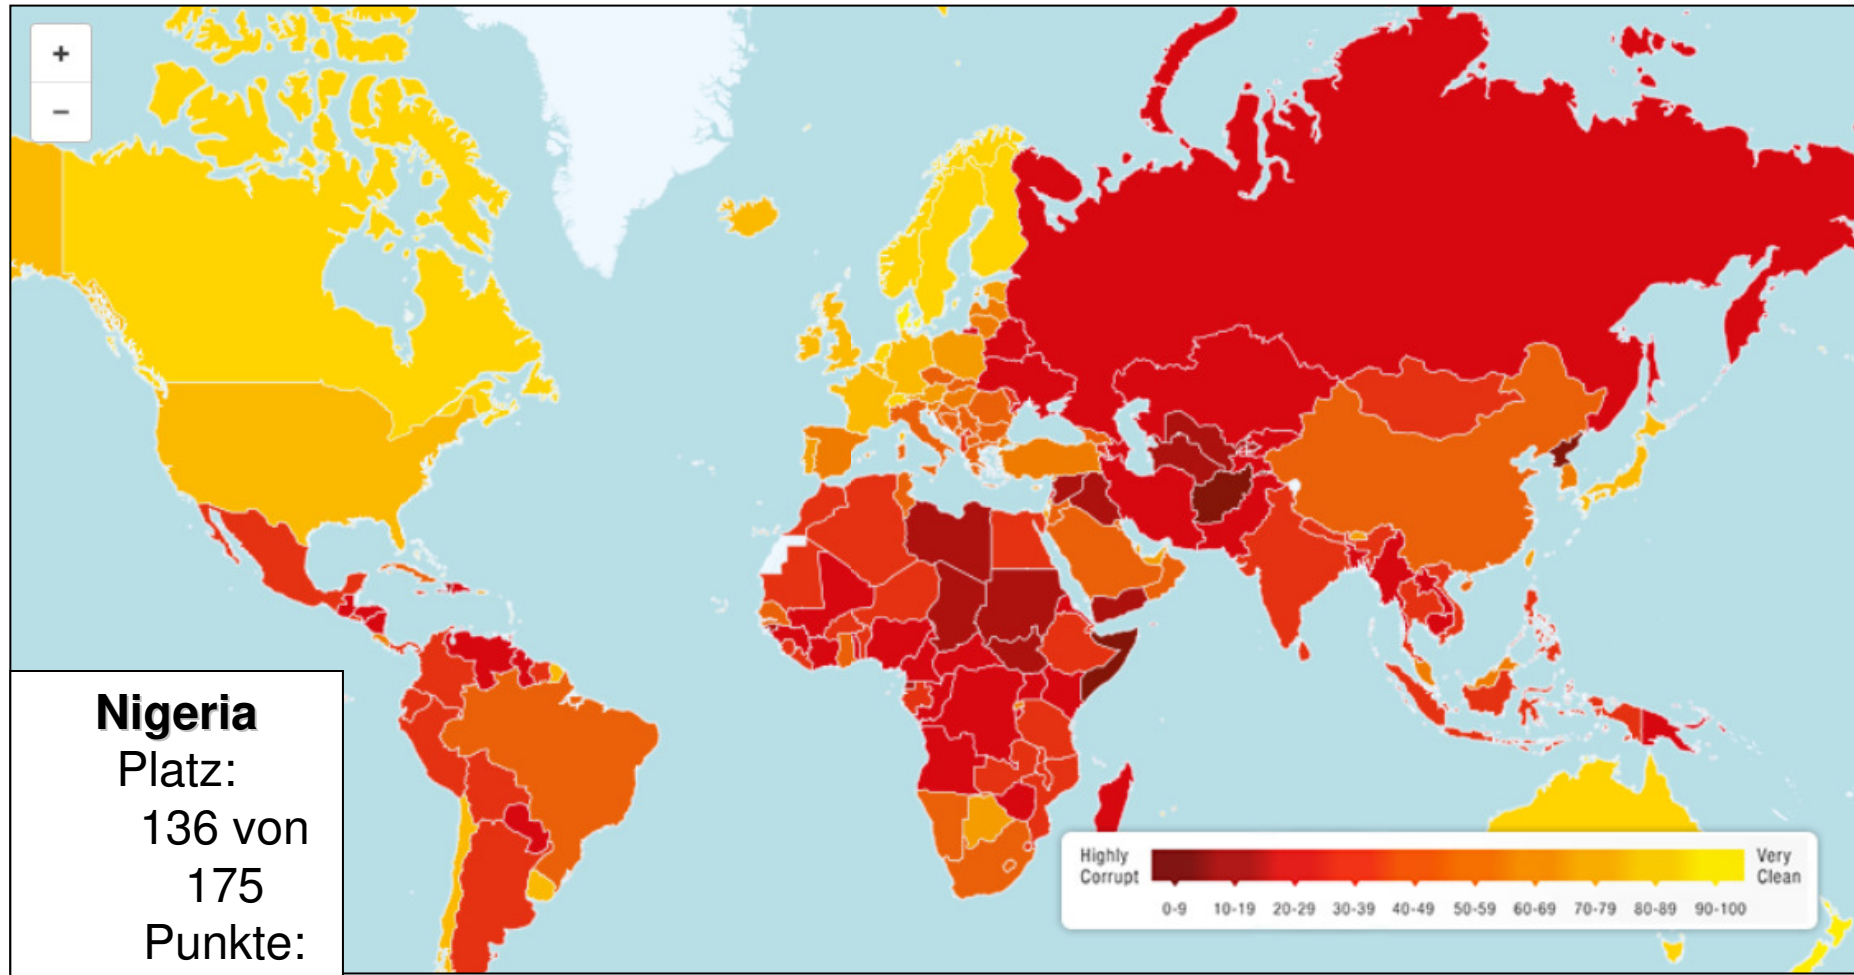 +
−
Nigeria
Platz:
136 von
175
Punkte:
Highly
Corrupt
0-9 10-19 20-29 30-39 40-49 50-59 60-69 70-79 80-89 90-100
Very
Clean